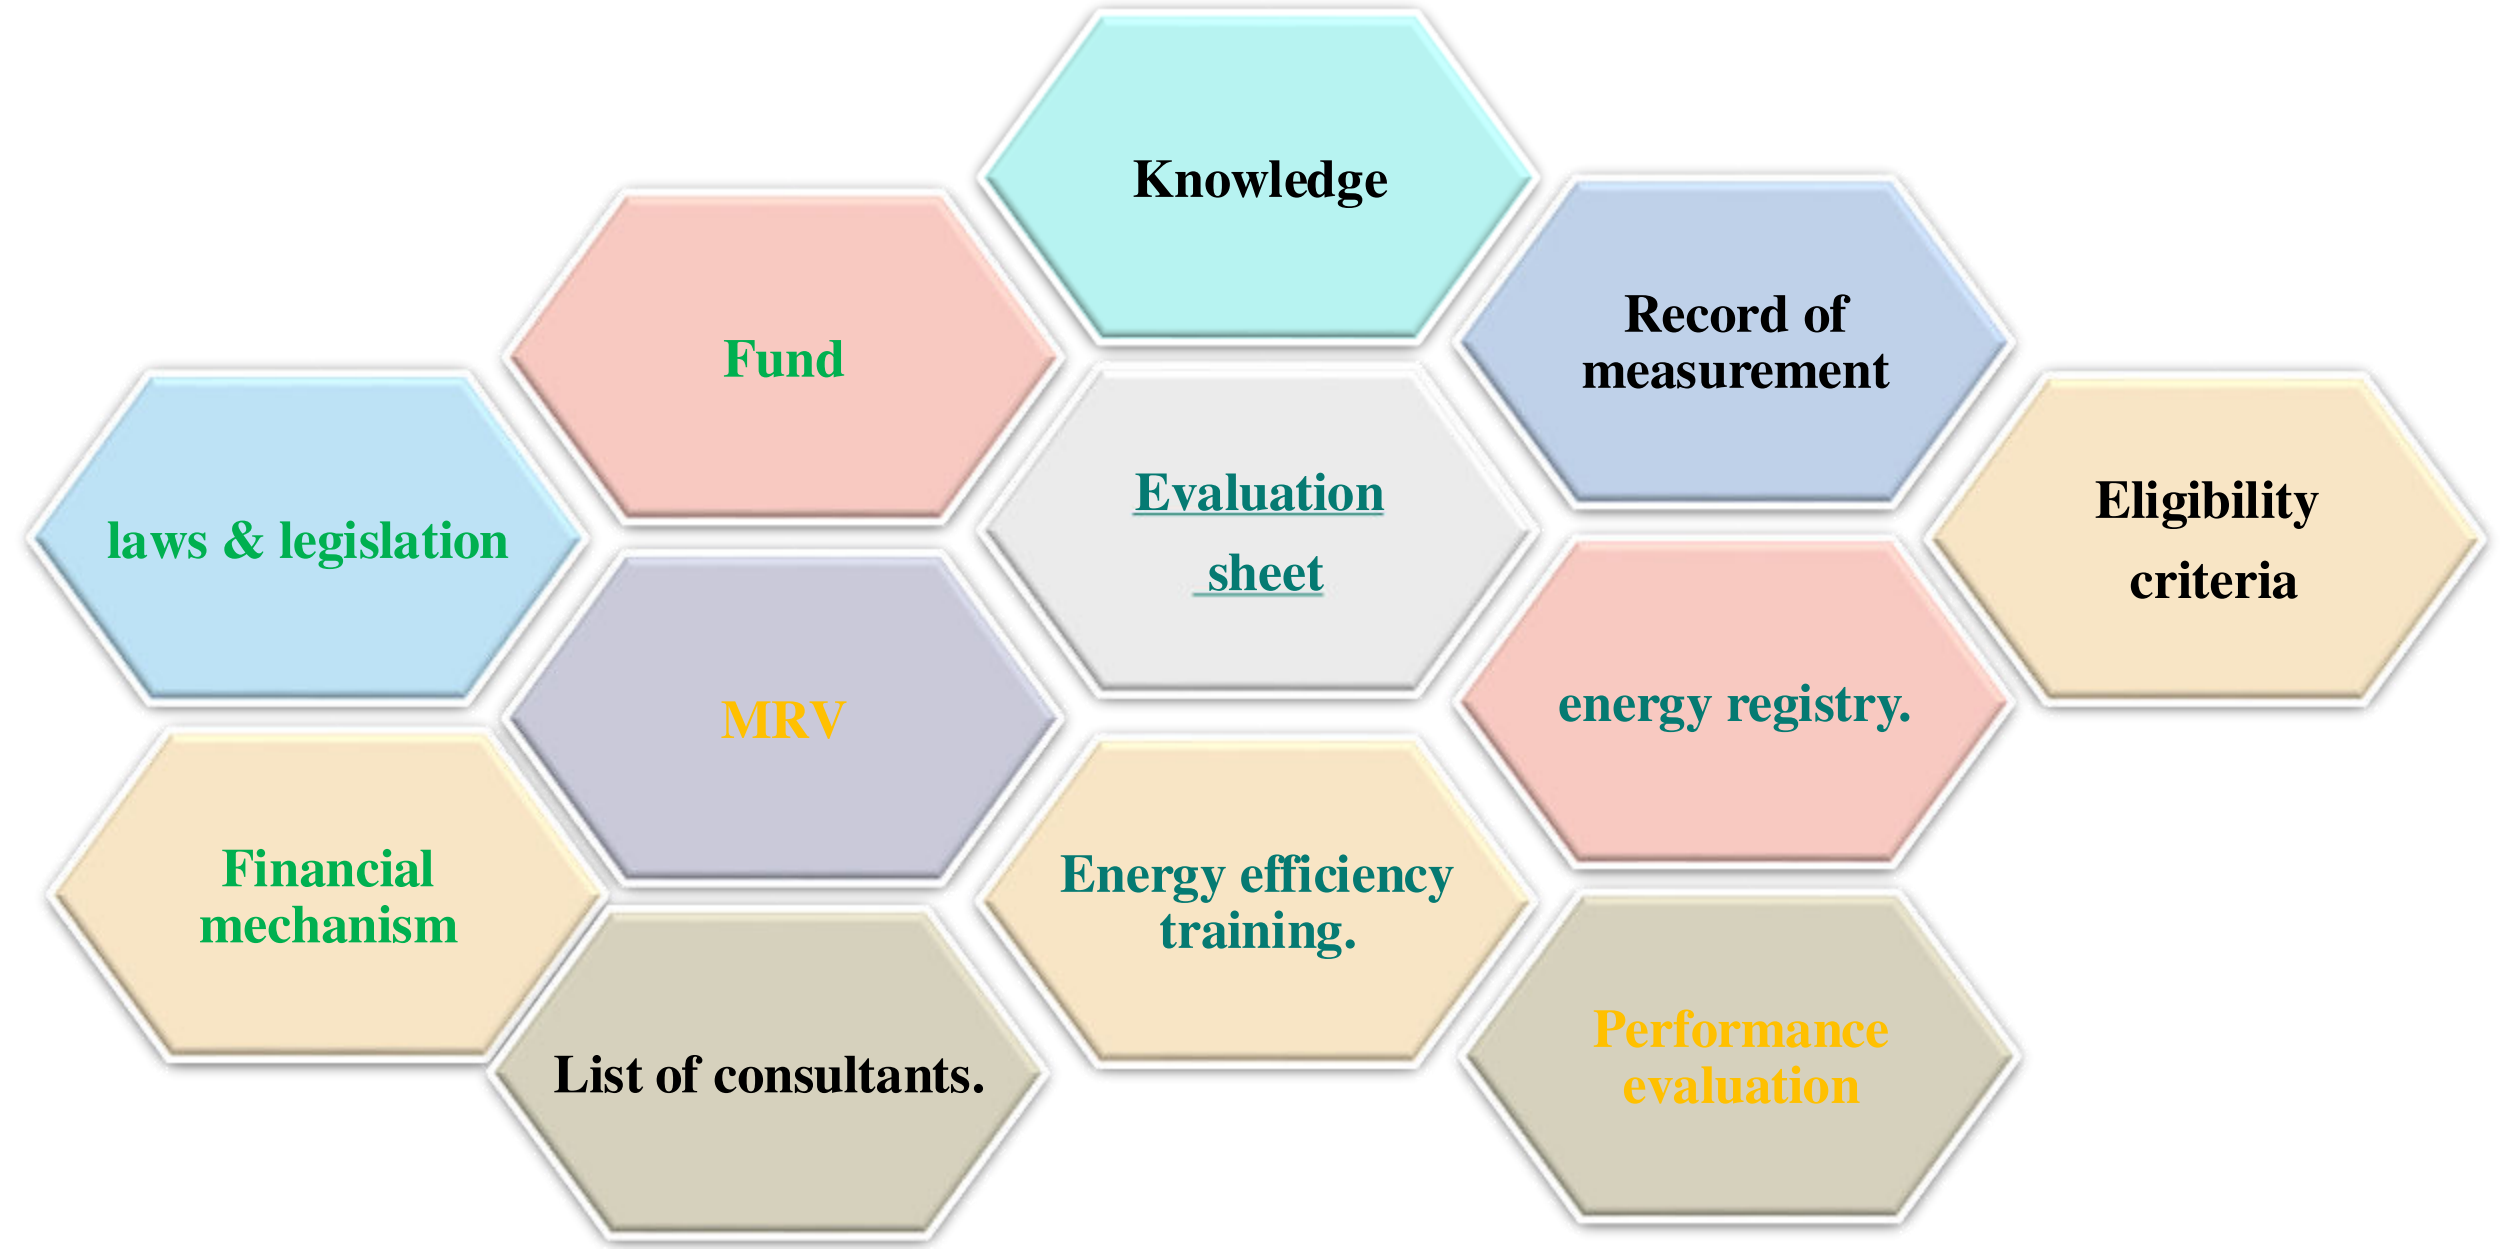 Knowledge
Fund
Record of
measurement
laws & legislation
Evaluation
sheet
Eligibility
criteria
MRV
energy registry.
Financial
mechanism
Energy efficiency
training.
List of consultants.
Performance
evaluation